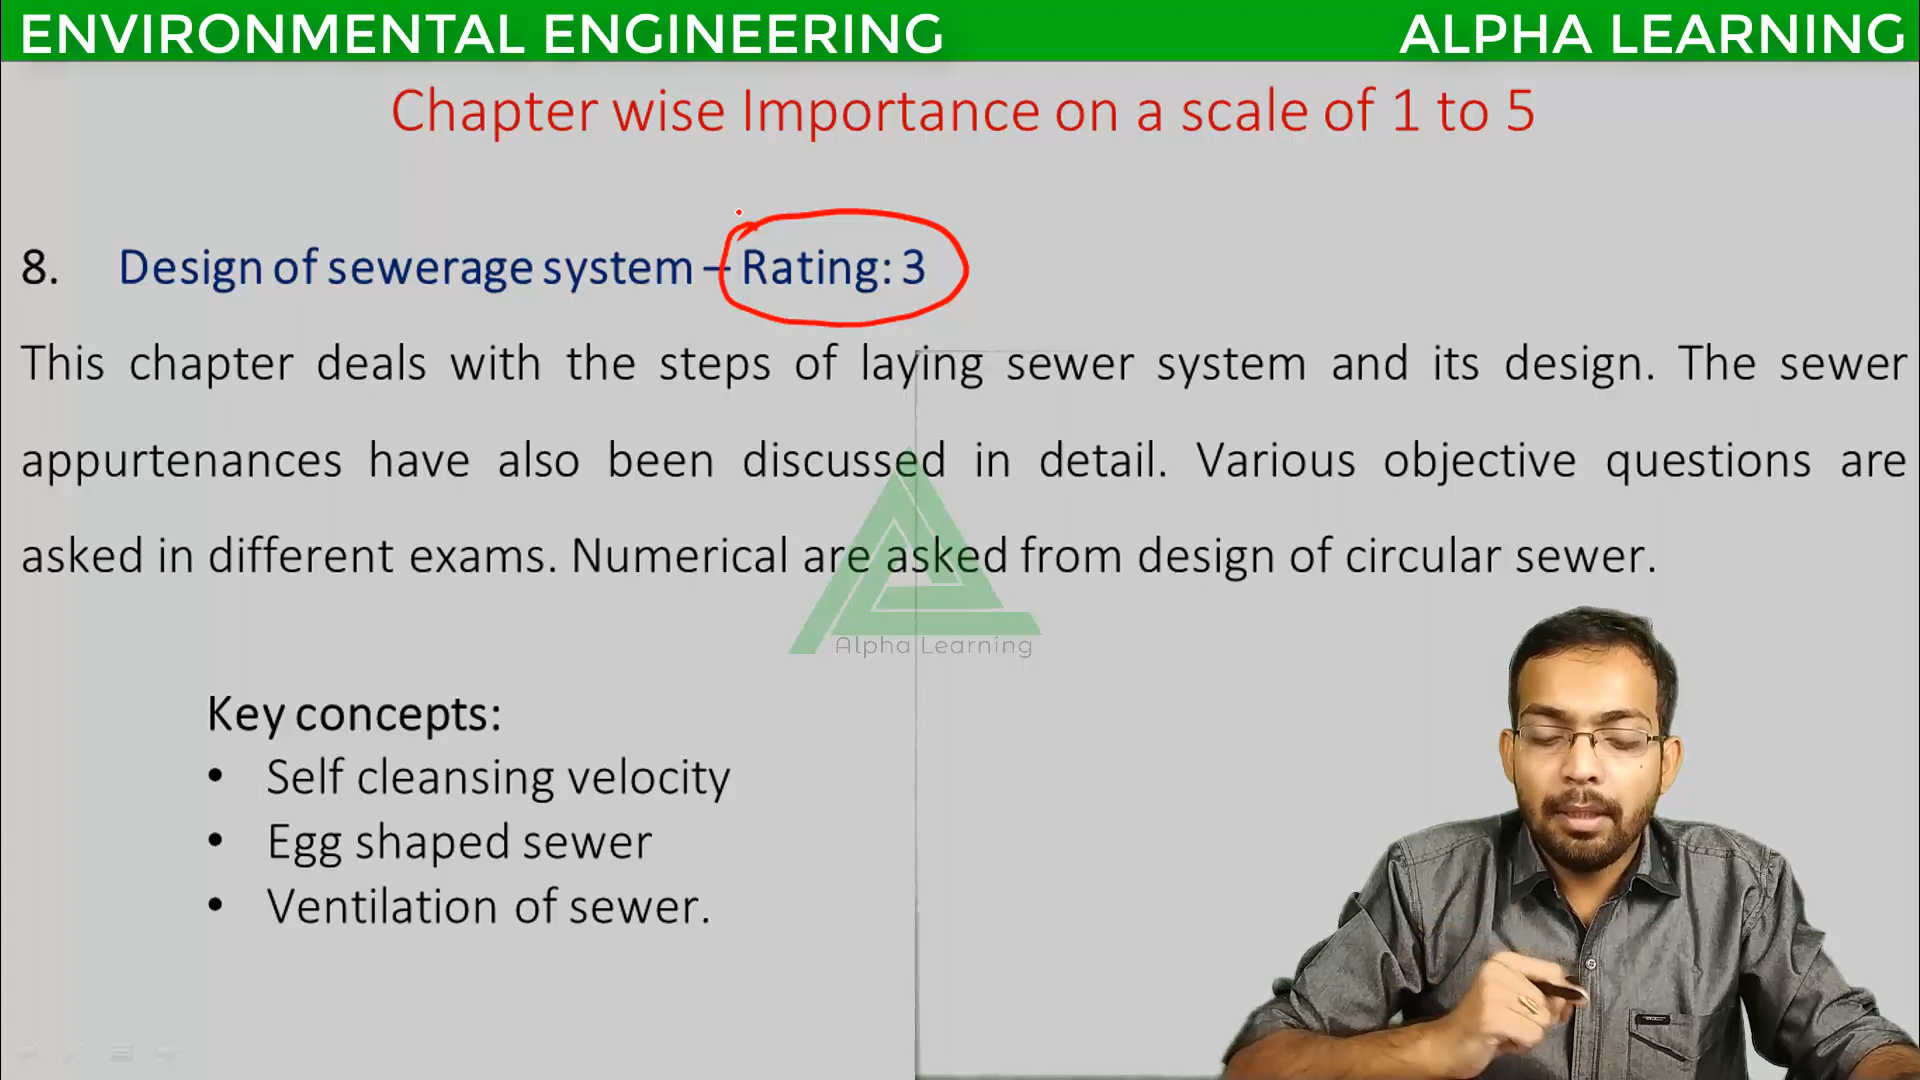 ENVIRONMENTAL ENGINEERING
ALPHA LEARNING
Chapter wise Importance on a scale of 1 to 5
8. Design of sewerage system – Rating: 3
This chapter deals with the steps of laying sewer system and its design. The sewer
appurtenances have also been discussed in detail. Various objective questions are
asked in different exams. Numerical are asked from design of circular sewer.
Alpha Learning
Key concepts:
• Self cleansing velocity
• Egg shaped sewer
• Ventilation of sewer.